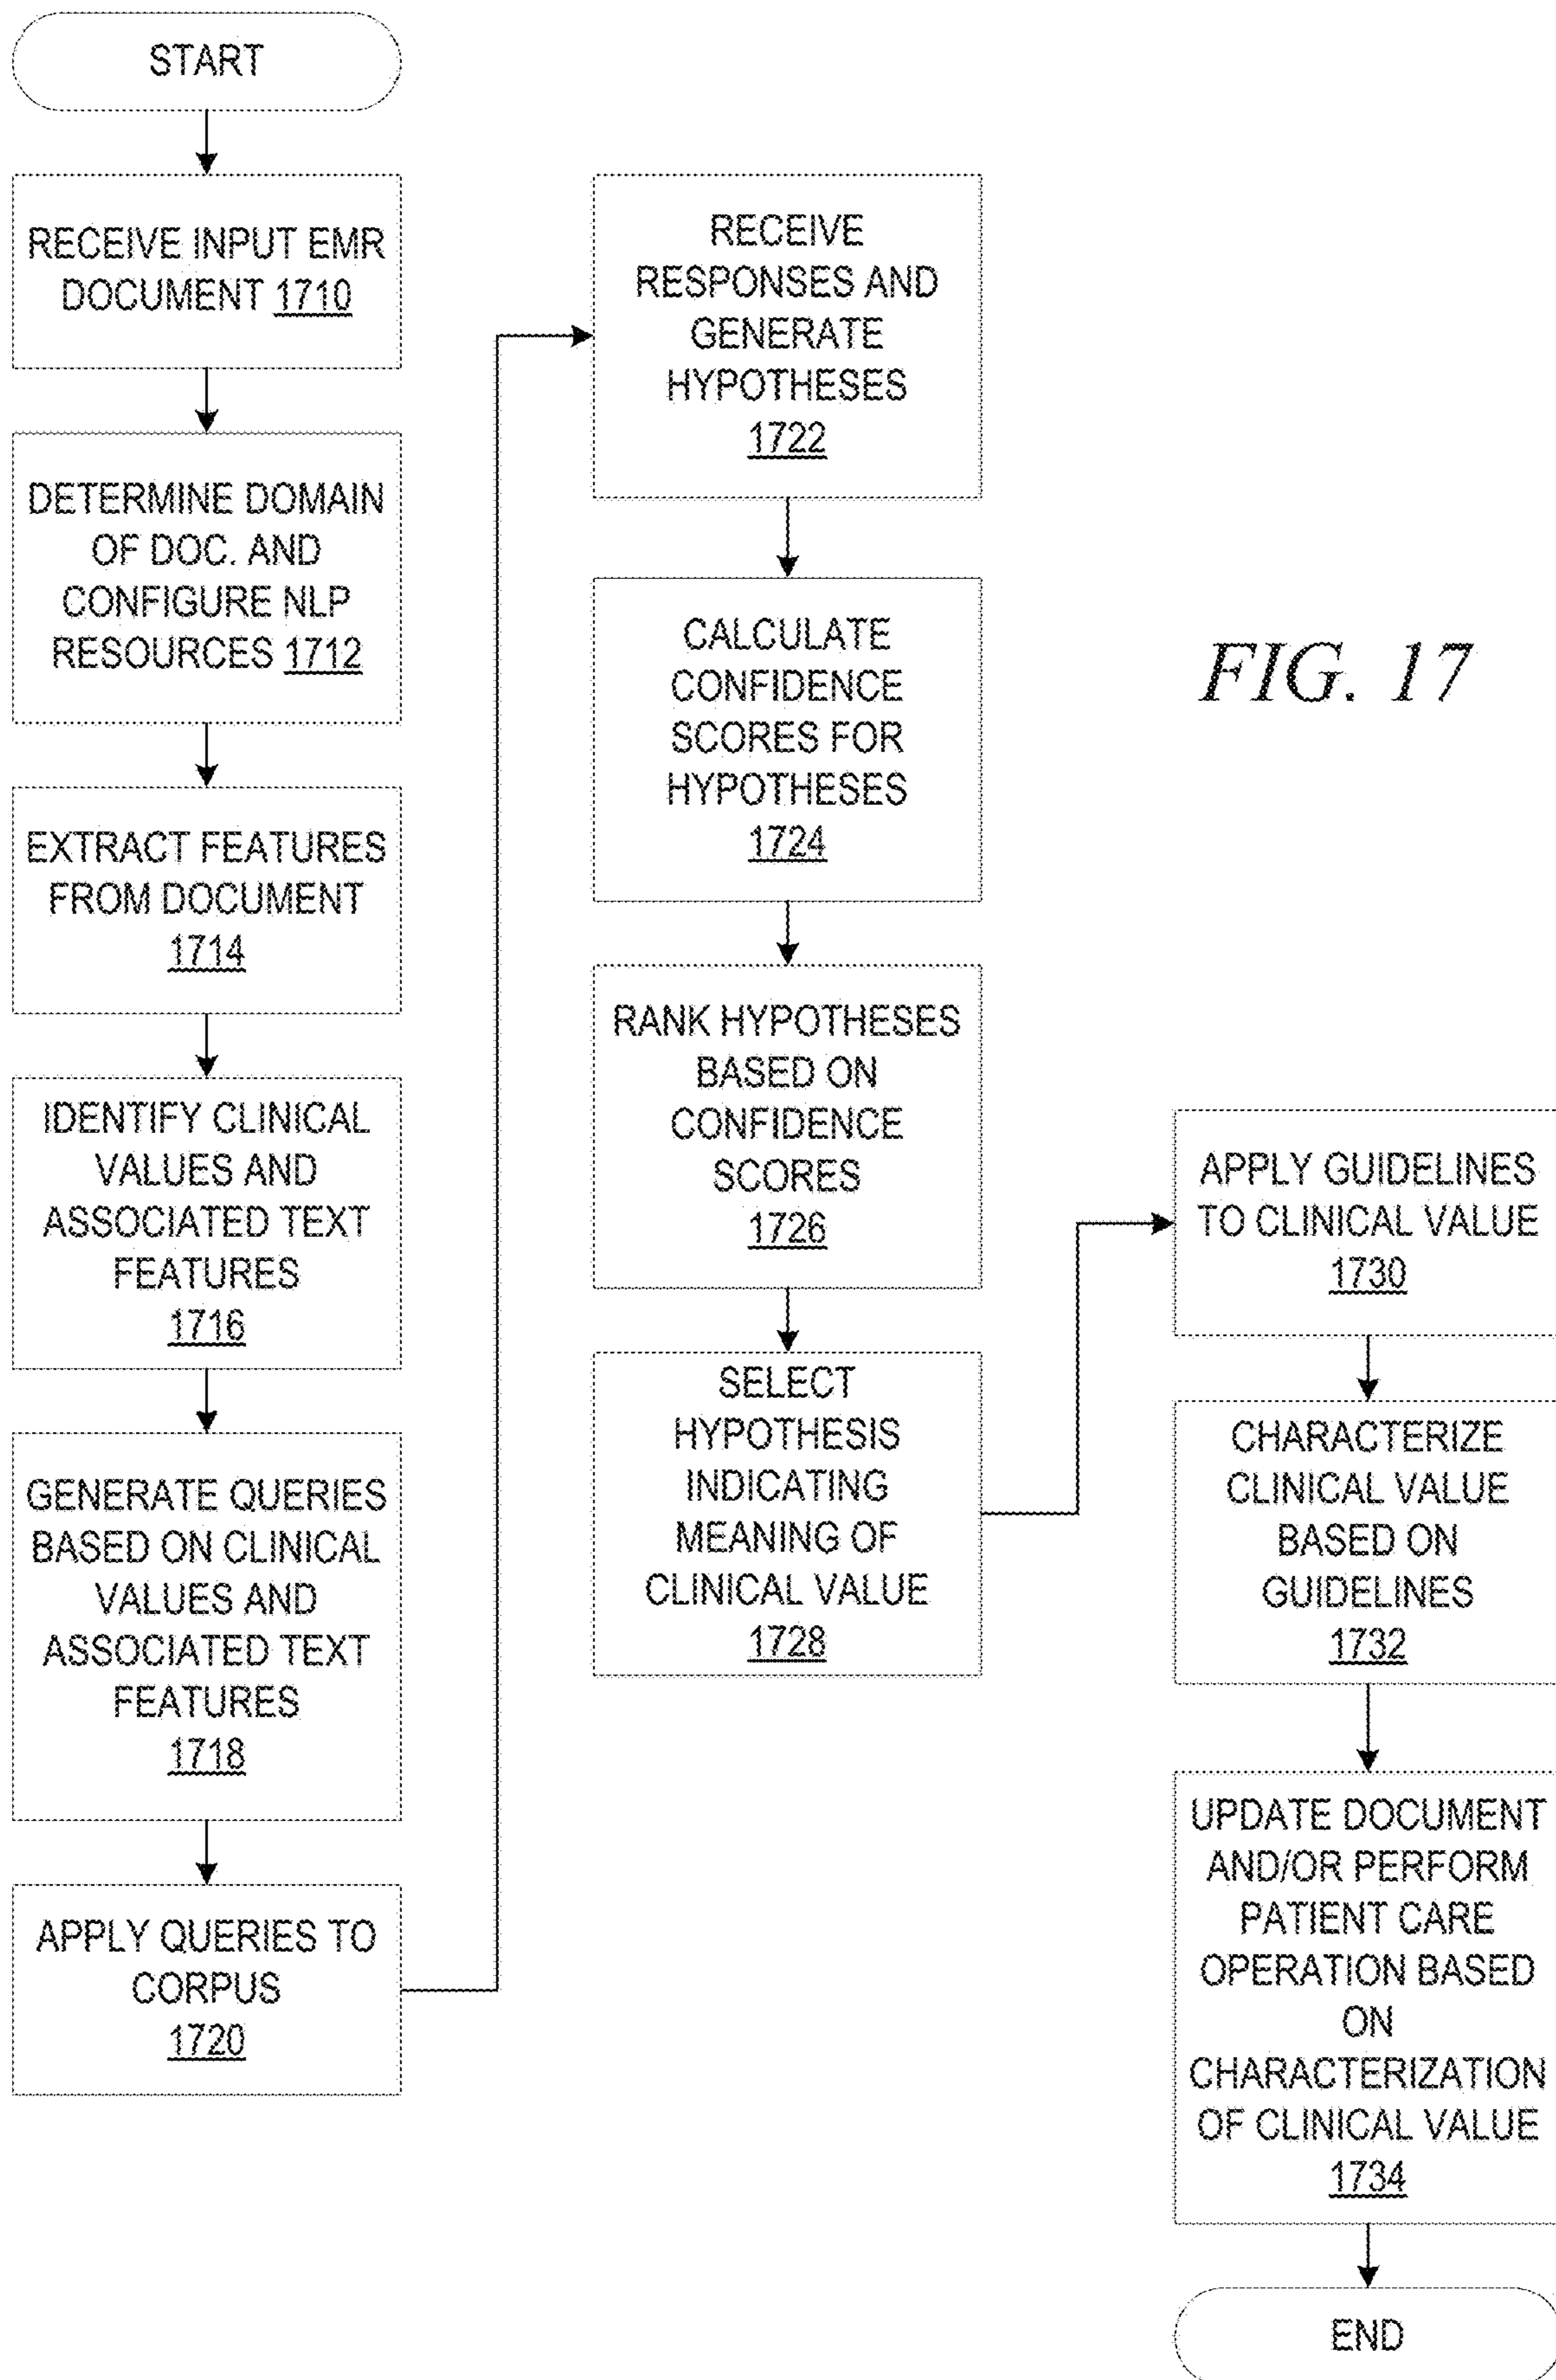 START
RECEIVE INPUT EMR
DOCUMENT 1710
DETERMINE DOMAIN
OF DOC. AND
CONFIGURE NLP
RESOURCES 1712
EXTRACT FEATURES
FROM DOCUMENT
1714
IDENTIFY CLINICAL
VALUES AND
ASSOCIATED TEXT
FEATURES
1716
GENERATE QUERIES
BASED ON CLINICAL
VALUES AND
ASSOCIATED TEXT
FEATURES
1718
APPLY QUERIES TO
CORPUS
1720
RECEIVE
RESPONSES AND
GENERATE
HYPOTHESES
1722
CALCULATE
CONFIDENCE
SCORES FOR
HYPOTHESES
1724
RANK HYPOTHESES
BASED ON
CONFIDENCE
SCORES
1726
SELECT
HYPOTHESIS
INDICATING
MEANING OF
CLINICAL VALUE
1728
FIG. 17
APPLY GUIDELINES
TO CLINICAL VALUE
1730
CHARACTERIZE
CLINICAL VALUE
BASED ON
GUIDELINES
1732
UPDATE DOCUMENT
AND/OR PERFORM
PATIENT CARE
OPERATION BASED
ON
CHARACTERIZATION
OF CLINICAL VALUE
1734
END